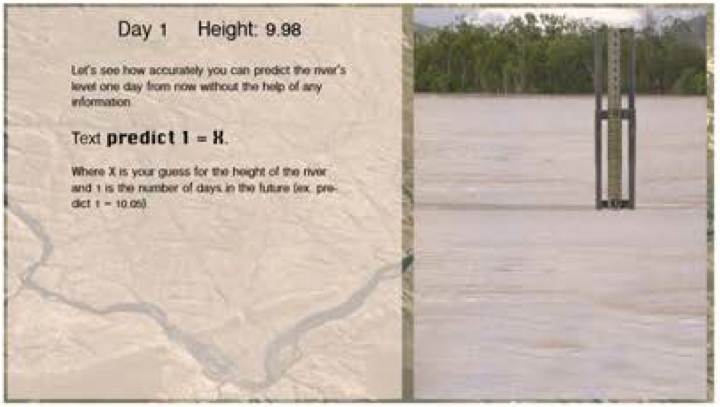 Day 1 Height: 9.98
Let's see how accurately you can predict the river's
level one day from now without the help of any
information
Text predict 1 = X.
Where X is your guess for the height of the river
and 1 is the number of days in the future (ex. pre-
dict 1 = 10.05)